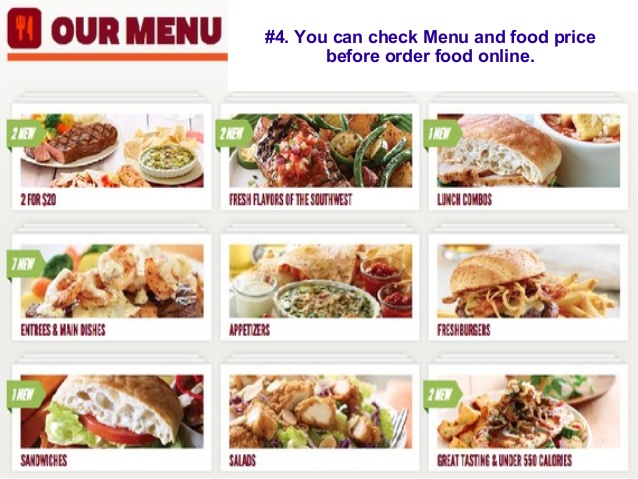 OUR MENU
#4. You can check Menu and food price
before order food online.
2 NEW
2 NEW
1 NEW
2 FOR $20
FRESH FLAVORS OF THE SOUTHWEST
LUNCH COMBOS
7 NEW
ENTREES & MAIN DISHES
APPETIZERS
FRESHBURGERS
1 NEW
2 NEW
SANDWICHES
SALADS
GREAT TASTING & UNDER 550 CALORIES